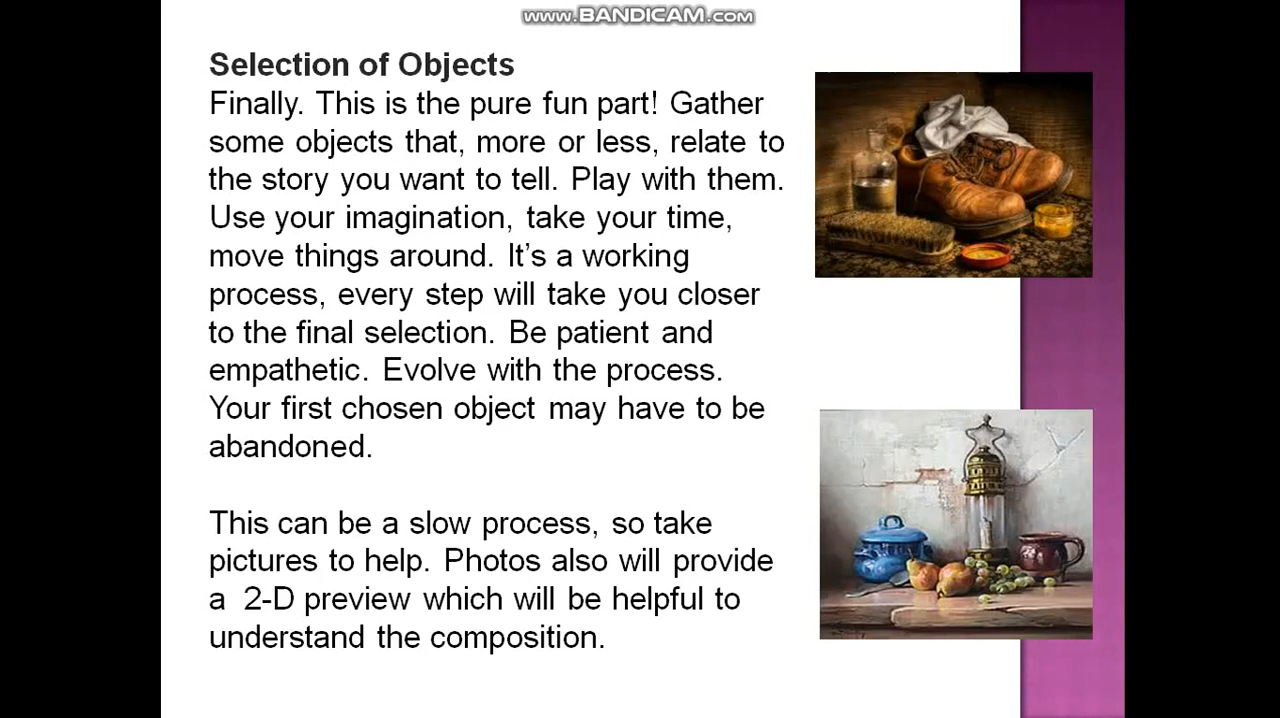 www.BANDICAM.com
Selection of Objects
Finally. This is the pure fun part! Gather
some objects that, more or less, relate to
the story you want to tell. Play with them.
Use your imagination, take your time,
move things around. It’s a working
process, every step will take you closer
to the final selection. Be patient and
empathetic. Evolve with the process.
Your first chosen object may have to be
abandoned.
This can be a slow process, so take
pictures to help. Photos also will provide
a  2-D preview which will be helpful to
understand the composition.